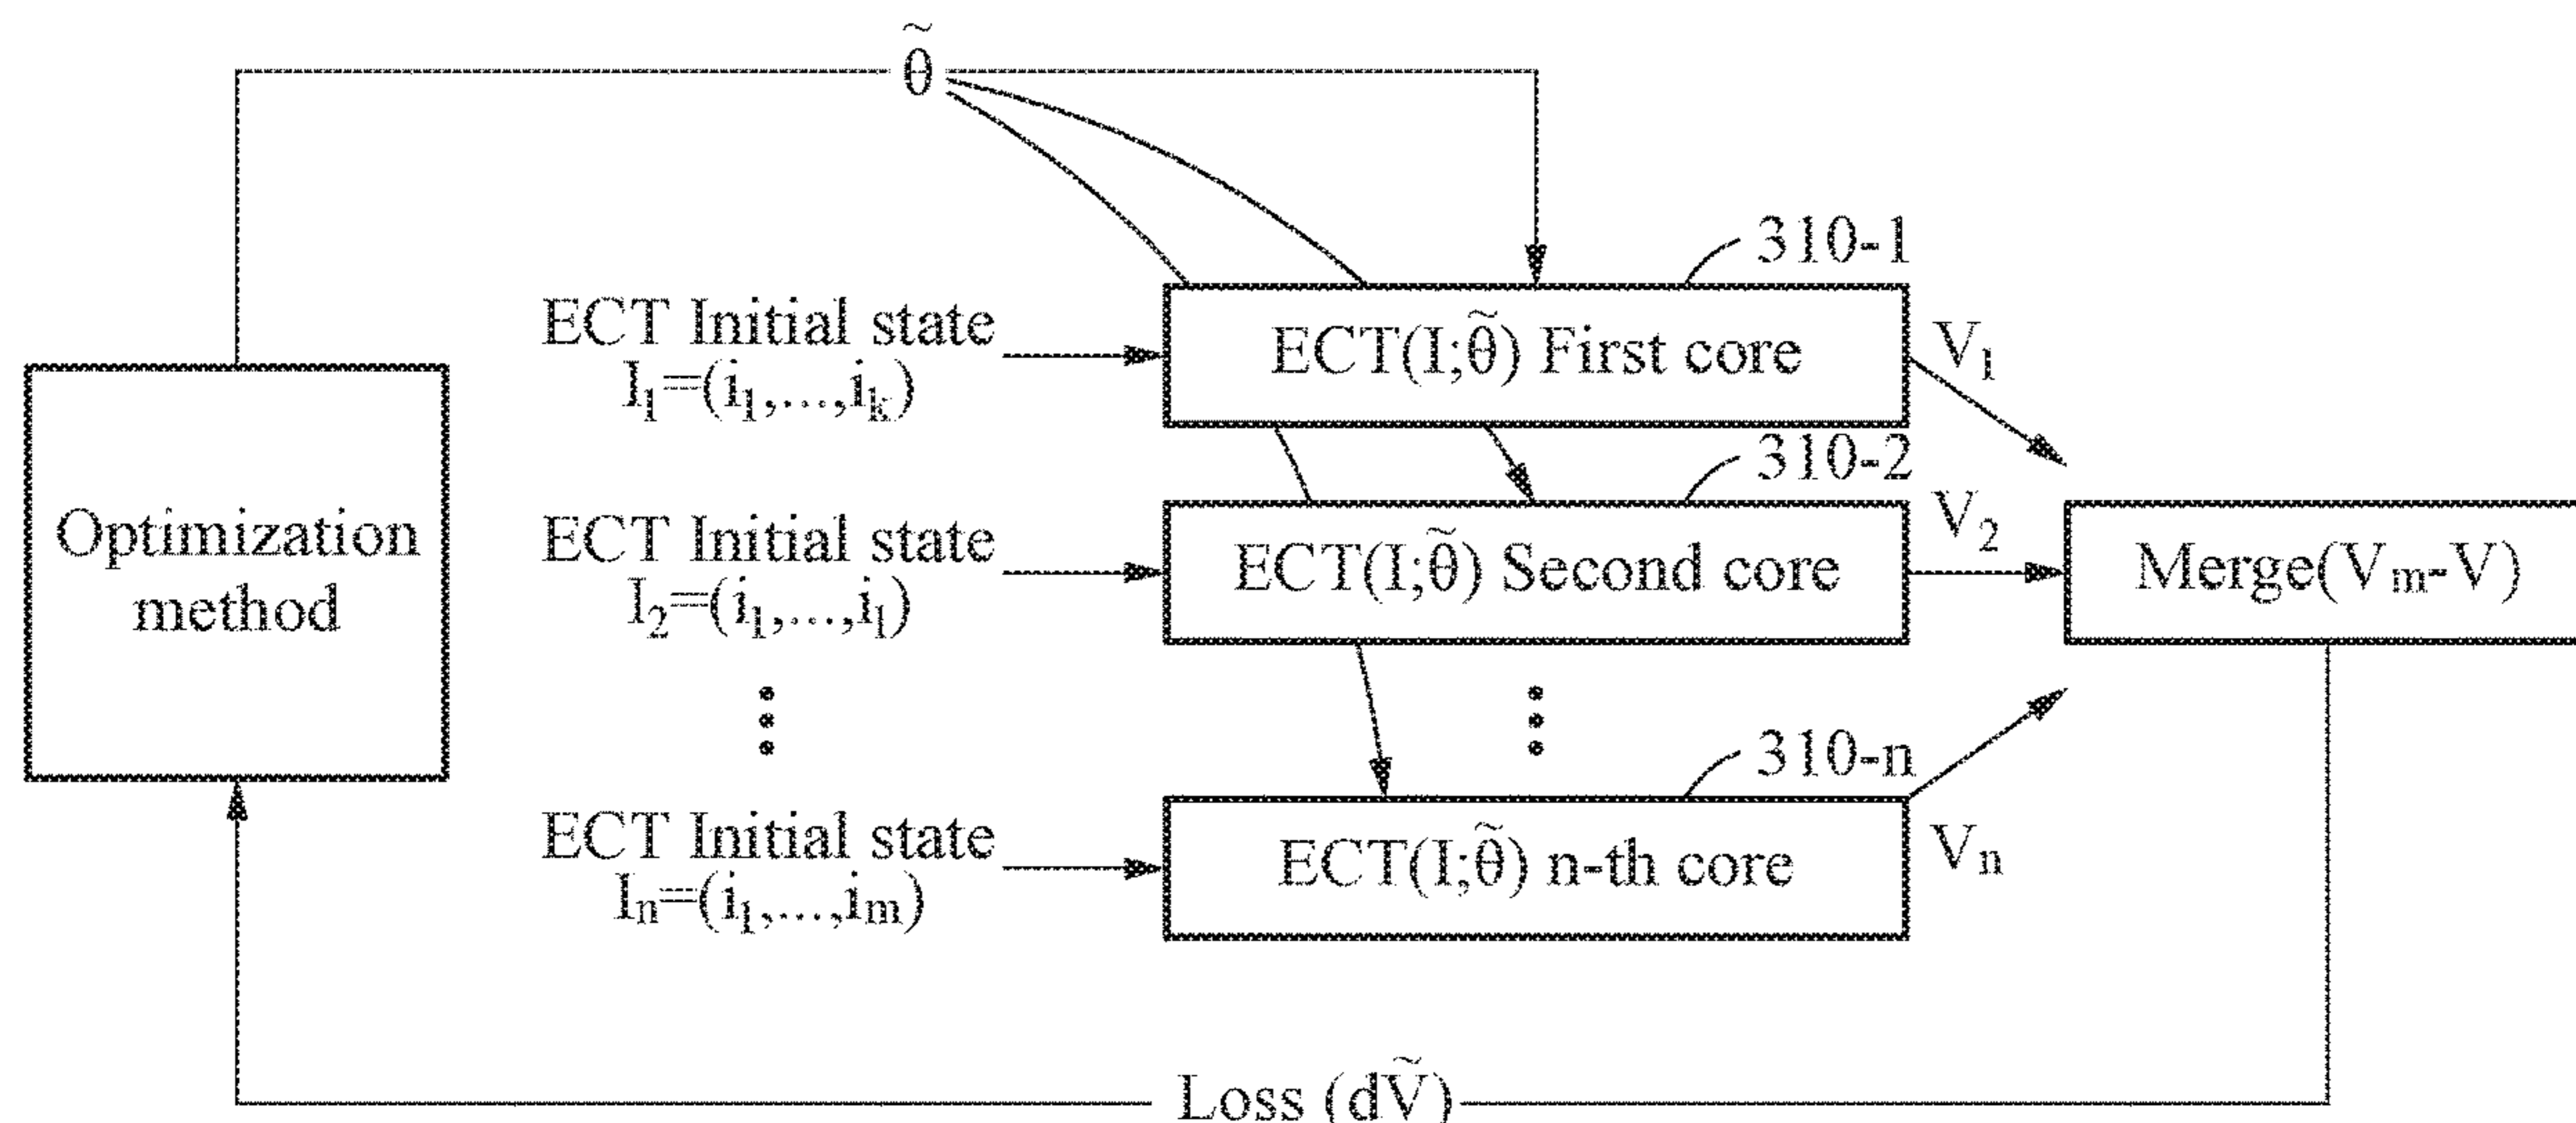 θ̃
310-1
ECT Initial state
I₁=(i₁,...,iₖ)
ECT(I;θ̃) First core
V₁
310-2
Optimization
method
ECT Initial state
I₂=(i₁,...,iₗ)
ECT(I;θ̃) Second core
V₂
Merge(Vₘ-V)
310-n
ECT Initial state
Iₙ=(i₁,...,iₘ)
ECT(I;θ̃) n-th core
Vₙ
Loss (dṼ)